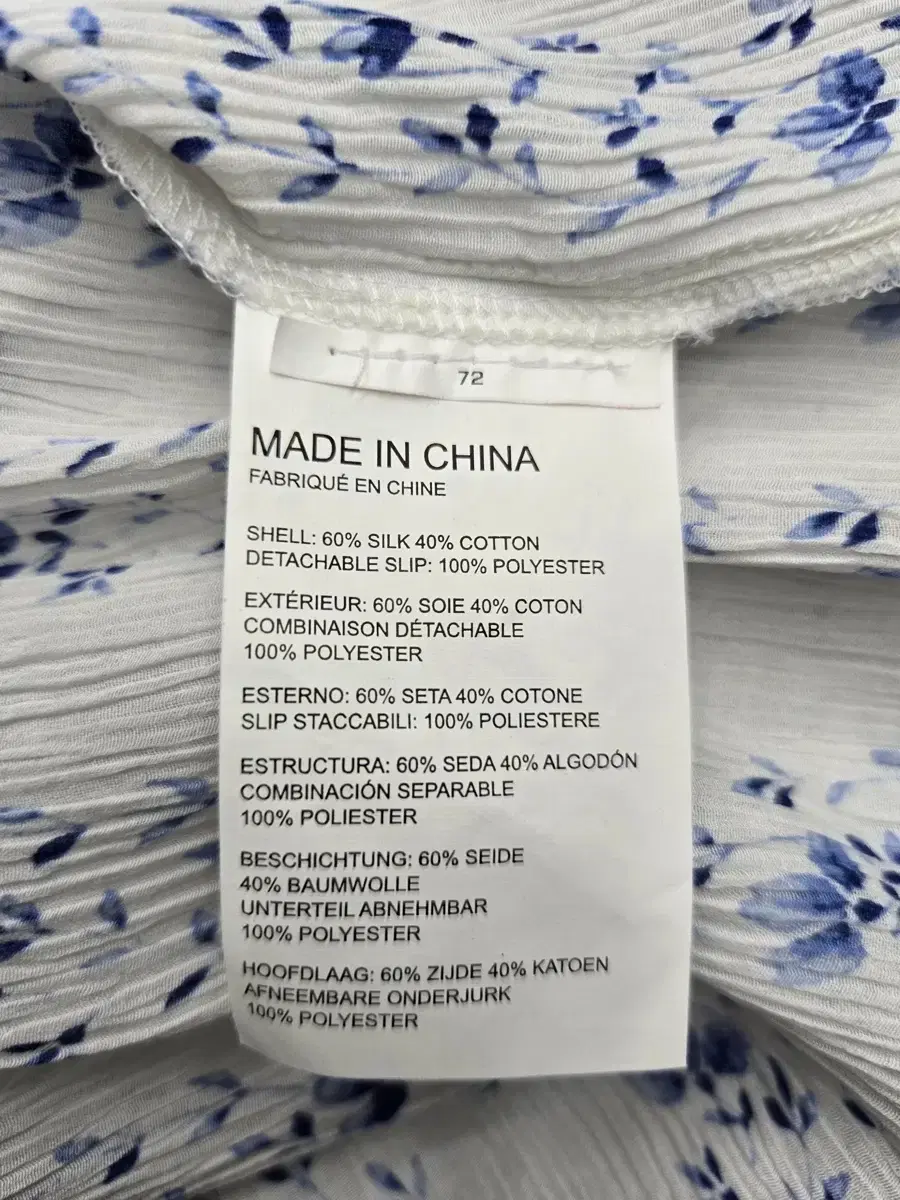 72
MADE IN CHINA
FABRIQUÉ EN CHINE
SHELL: 60% SILK 40% COTTON
DETACHABLE SLIP: 100% POLYESTER
EXTÉRIEUR: 60% SOIE 40% COTON
COMBINAISON DÉTACHABLE
100% POLYESTER
ESTERNO: 60% SETA 40% COTONE
SLIP STACCABILI: 100% POLIESTERE
ESTRUCTURA: 60% SEDA 40% ALGODÓN
COMBINACIÓN SEPARABLE
100% POLIESTER
BESCHICHTUNG: 60% SEIDE
40% BAUMWOLLE
UNTERTEIL ABNEHMBAR
100% POLYESTER
HOOFDLAAG: 60% ZIJDE 40% KATOEN
AFNEEMBARE ONDERJURK
100% POLYESTER